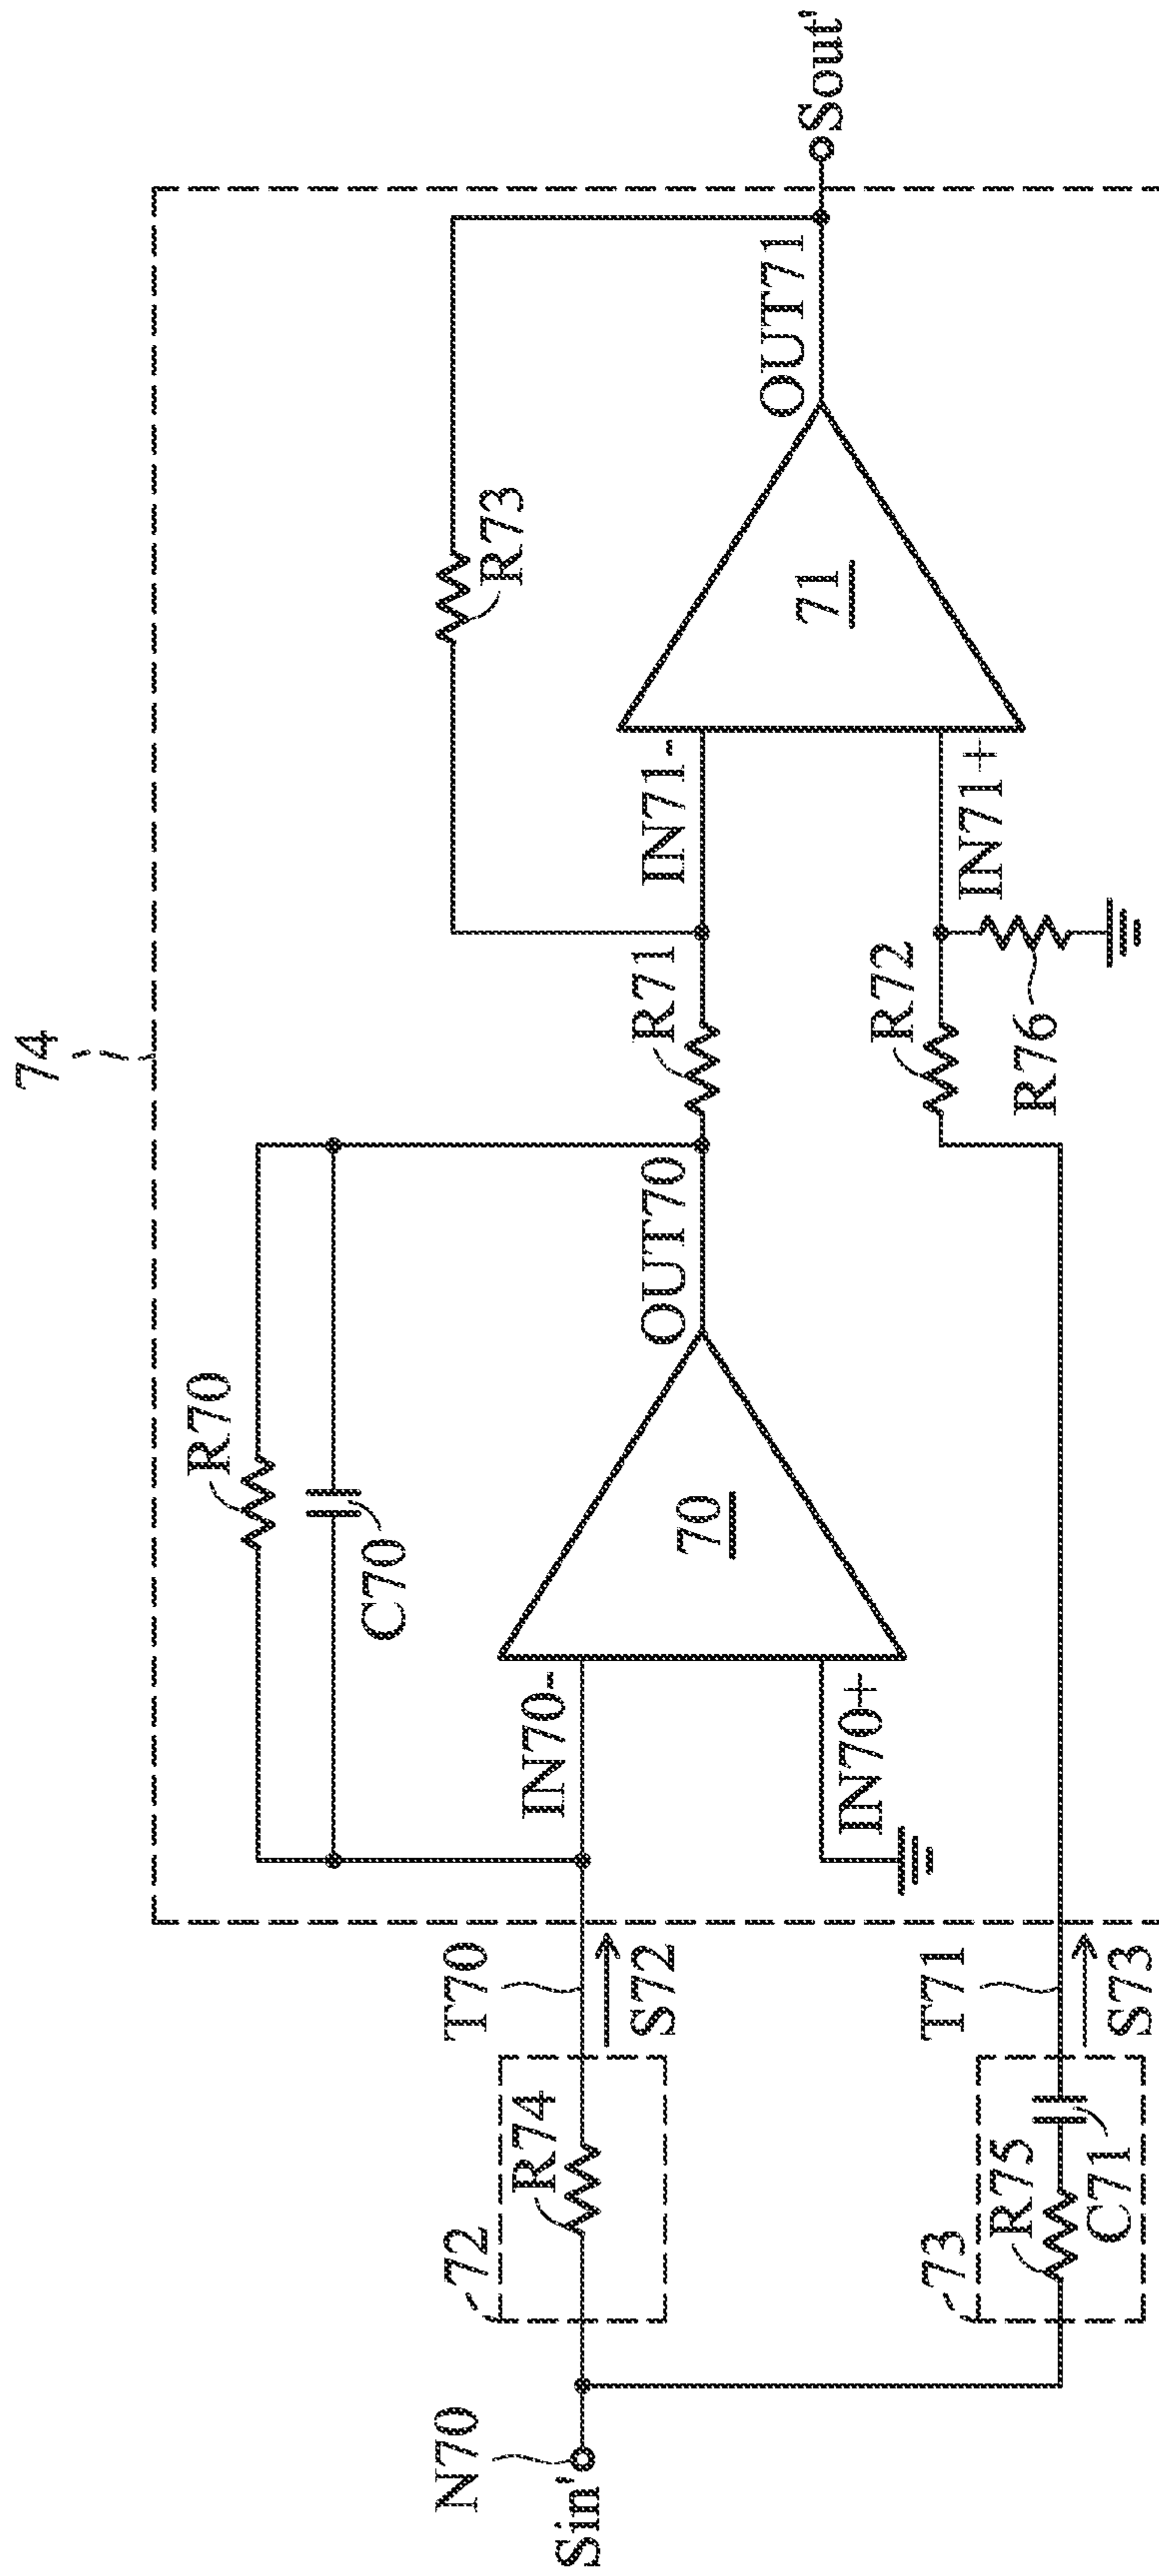 74
R70
C70
R73
N70
Sin'
72
R74
T70
S72
IN70-
IN70+
70
OUT70
R71
IN71-
71
OUT71
Sout'
73
R75
C71
T71
S73
R72
R76
IN71+